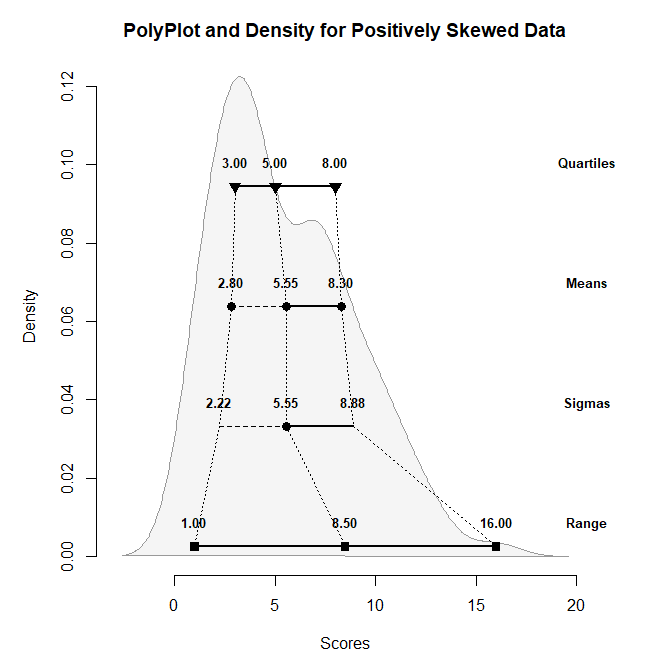 PolyPlot and Density for Positively Skewed Data
0.12
0.10
0.08
0.06
0.04
0.02
0.00
Density
3.00 5.00 8.00 Quartiles
2.80 5.55 8.30 Means
2.22 5.55 8.88 Sigmas
1.00 8.50 16.00 Range
0 5 10 15 20
Scores